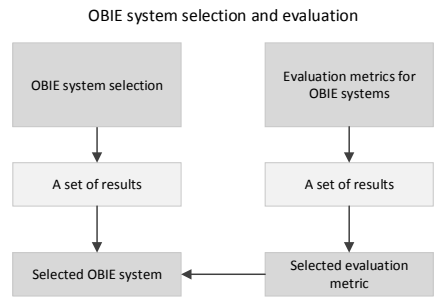 OBIE system selection and evaluation
OBIE system selection
Evaluation metrics for
OBIE systems
A set of results
A set of results
Selected OBIE system
Selected evaluation
metric